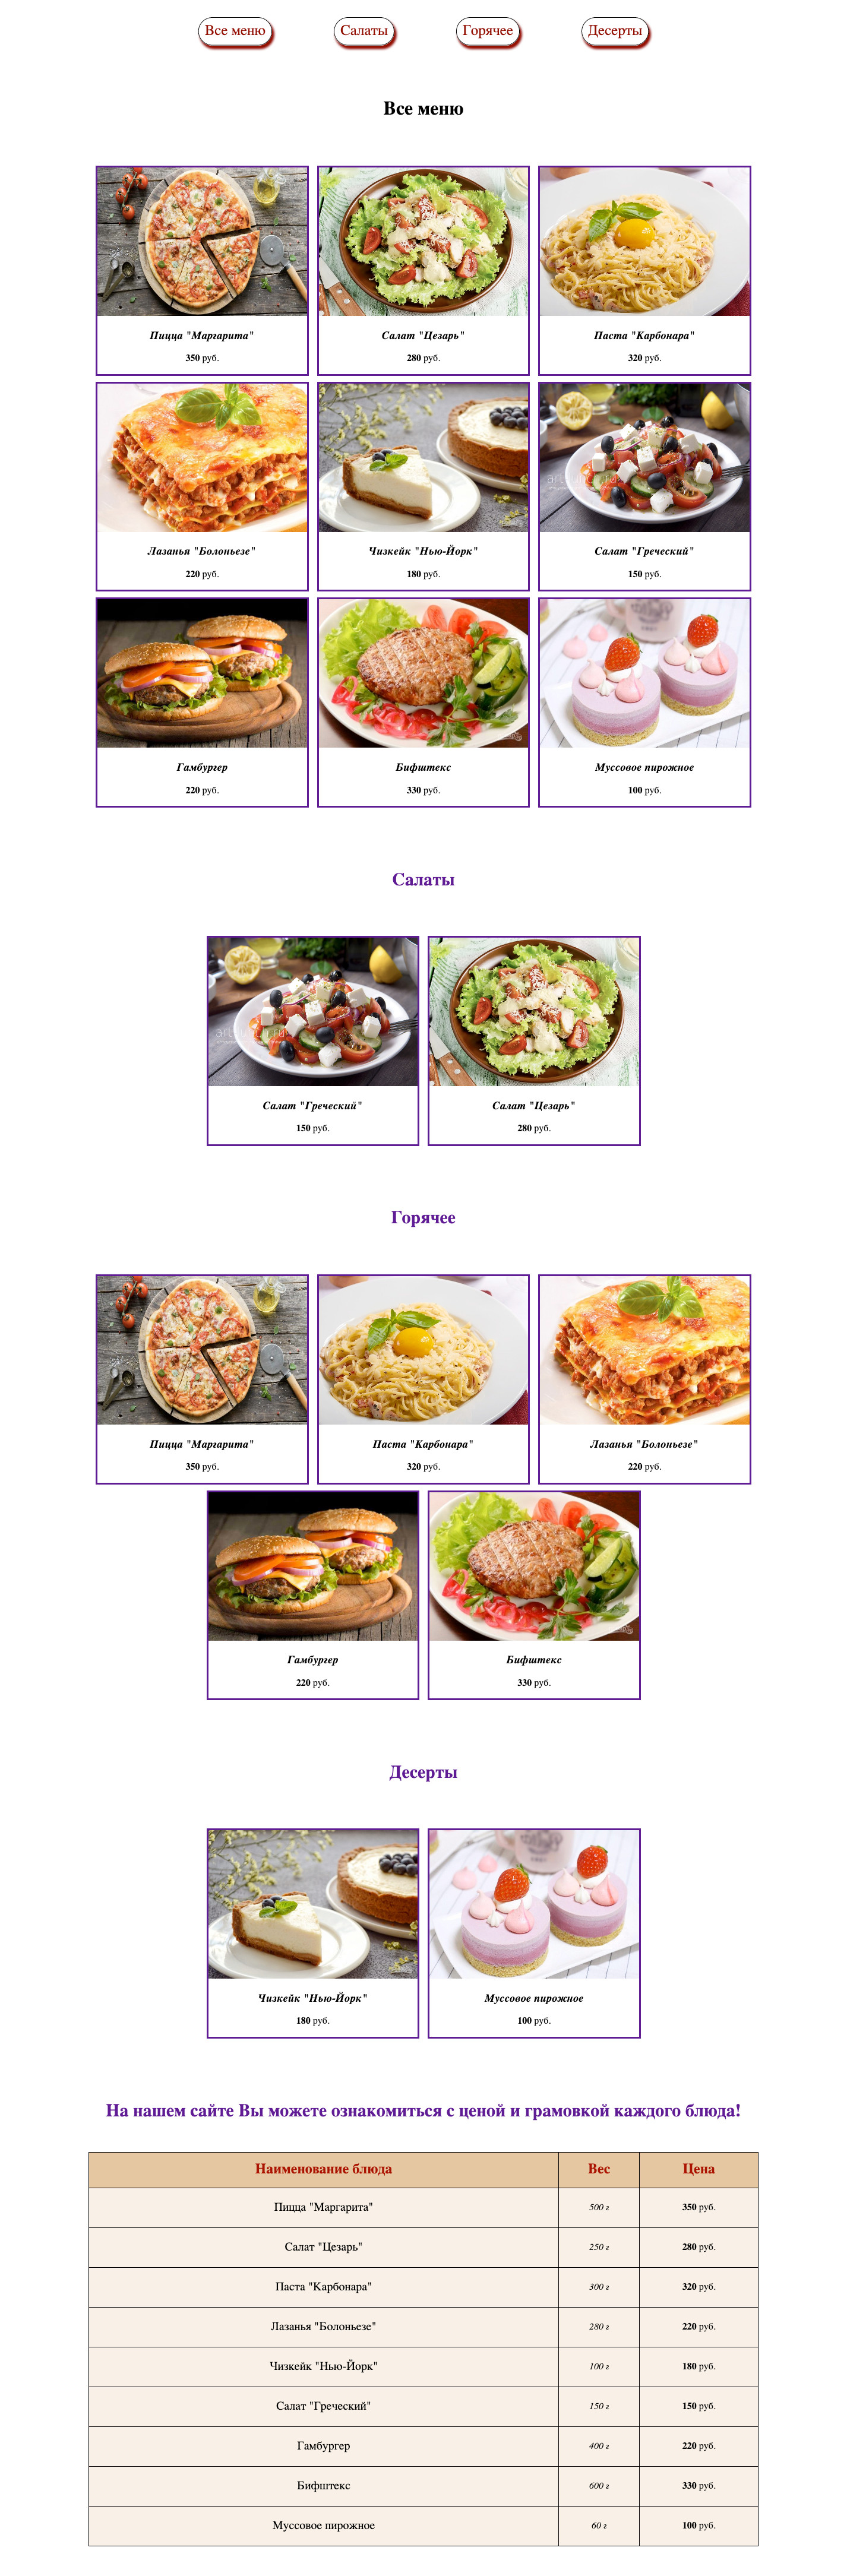 Все меню
Салаты
Горячее
Десерты
Все меню
Пицца "Маргарита"
350 руб.
Салат "Цезарь"
280 руб.
Паста "Карбонара"
320 руб.
Лазанья "Болоньезе"
220 руб.
Чизкейк "Нью-Йорк"
180 руб.
Салат "Греческий"
150 руб.
Гамбургер
220 руб.
Бифштекс
330 руб.
Муссовое пирожное
100 руб.
Салаты
Салат "Греческий"
150 руб.
Салат "Цезарь"
280 руб.
Горячее
Пицца "Маргарита"
350 руб.
Паста "Карбонара"
320 руб.
Лазанья "Болоньезе"
220 руб.
Гамбургер
220 руб.
Бифштекс
330 руб.
Десерты
Чизкейк "Нью-Йорк"
180 руб.
Муссовое пирожное
100 руб.
На нашем сайте Вы можете ознакомиться с ценой и грамовкой каждого блюда!
Наименование блюда Вес Цена
Пицца "Маргарита" 500 г 350 руб.
Салат "Цезарь" 250 г 280 руб.
Паста "Карбонара" 300 г 320 руб.
Лазанья "Болоньезе" 280 г 220 руб.
Чизкейк "Нью-Йорк" 100 г 180 руб.
Салат "Греческий" 150 г 150 руб.
Гамбургер 400 г 220 руб.
Бифштекс 600 г 330 руб.
Муссовое пирожное 60 г 100 руб.